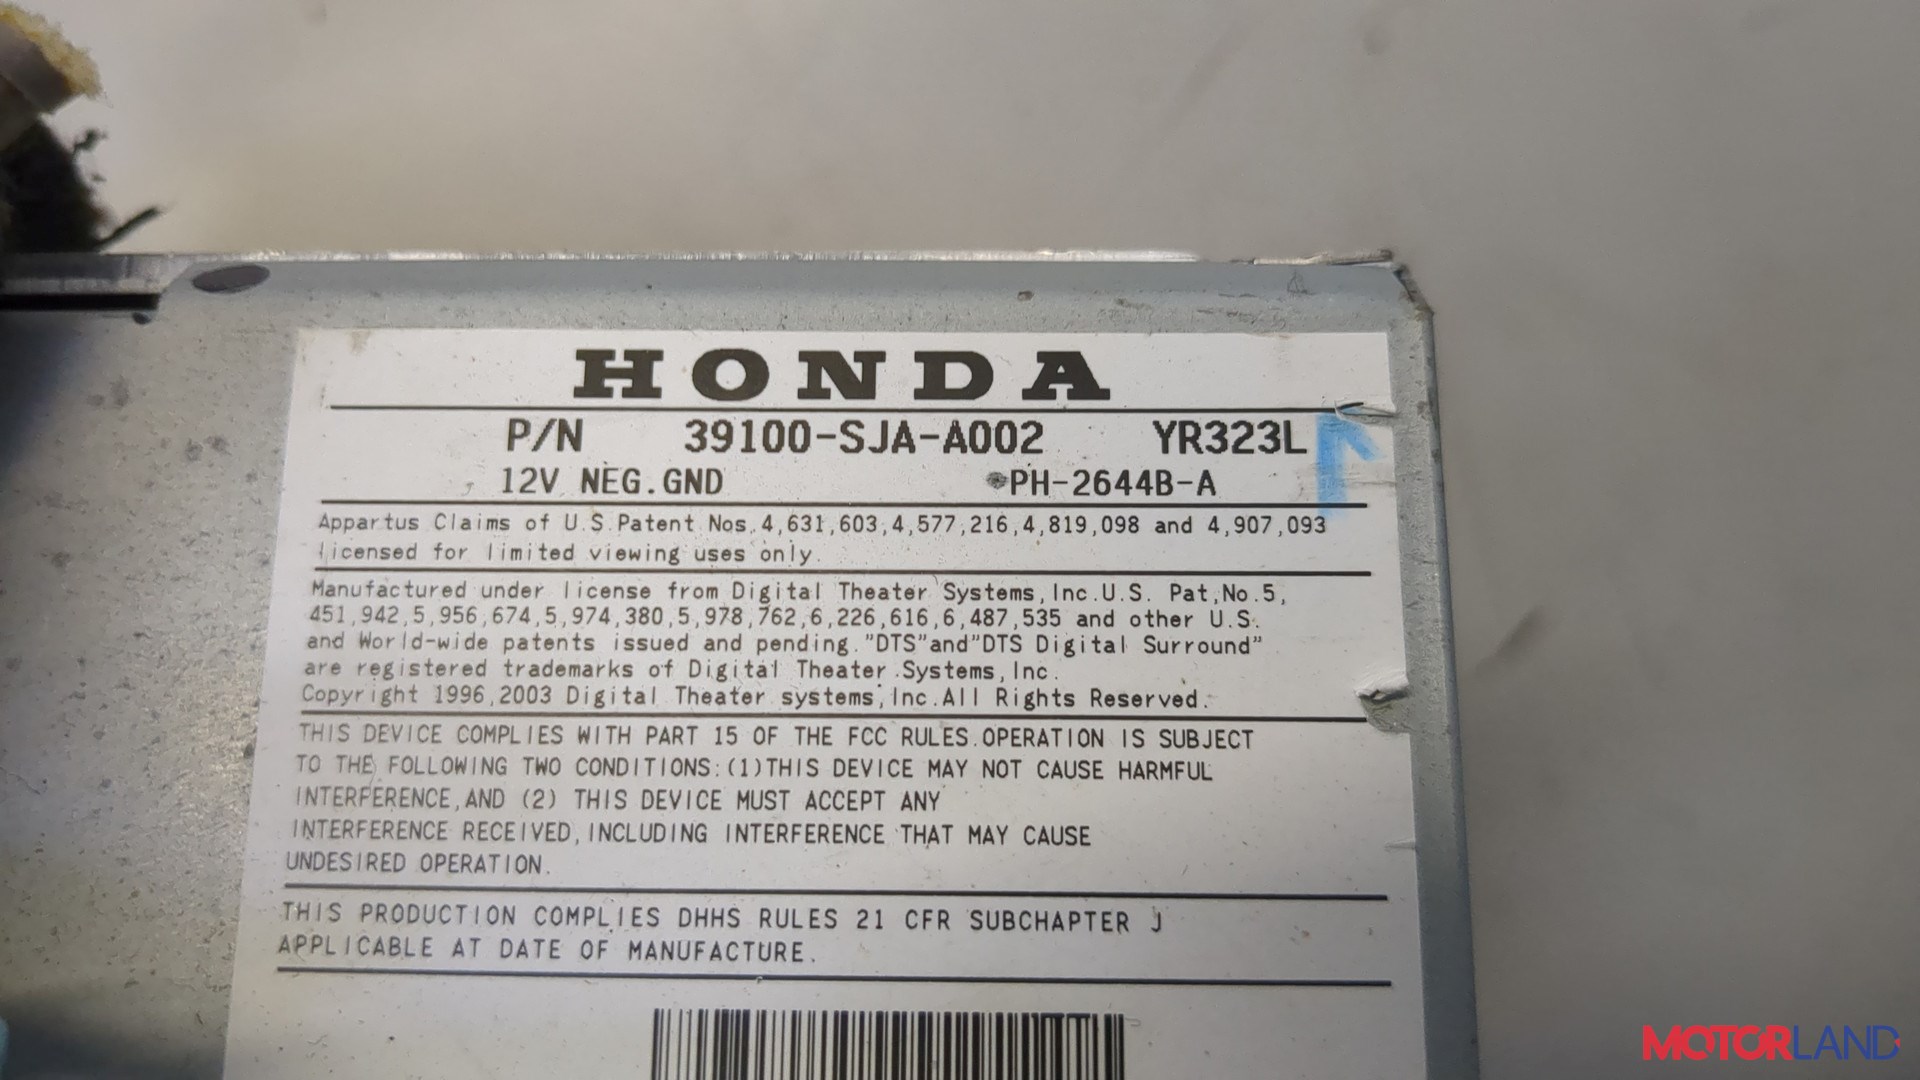 HONDA
P/N 39100-SJA-A002 YR323L
12V NEG.GND PH-2644B-A
Appartus Claims of U.S.Patent Nos.4,631,603,4,577,216,4,819,098 and 4,907,093
licensed for limited viewing uses only.
Manufactured under license from Digital Theater Systems,Inc.U.S. Pat,No.5,
451,942,5,956,674,5,974,380,5,978,762,6,226,616,6,487,535 and other U.S.
and World-wide patents issued and pending."DTS"and"DTS Digital Surround"
are registered trademarks of Digital Theater Systems,Inc.
Copyright 1996,2003 Digital Theater systems,Inc.All Rights Reserved.
THIS DEVICE COMPLIES WITH PART 15 OF THE FCC RULES.OPERATION IS SUBJECT
TO THE FOLLOWING TWO CONDITIONS:(1)THIS DEVICE MAY NOT CAUSE HARMFUL
INTERFERENCE,AND (2) THIS DEVICE MUST ACCEPT ANY
INTERFERENCE RECEIVED,INCLUDING INTERFERENCE THAT MAY CAUSE
UNDESIRED OPERATION.
THIS PRODUCTION COMPLIES DHHS RULES 21 CFR SUBCHAPTER J
APPLICABLE AT DATE OF MANUFACTURE.
MOTORLAND